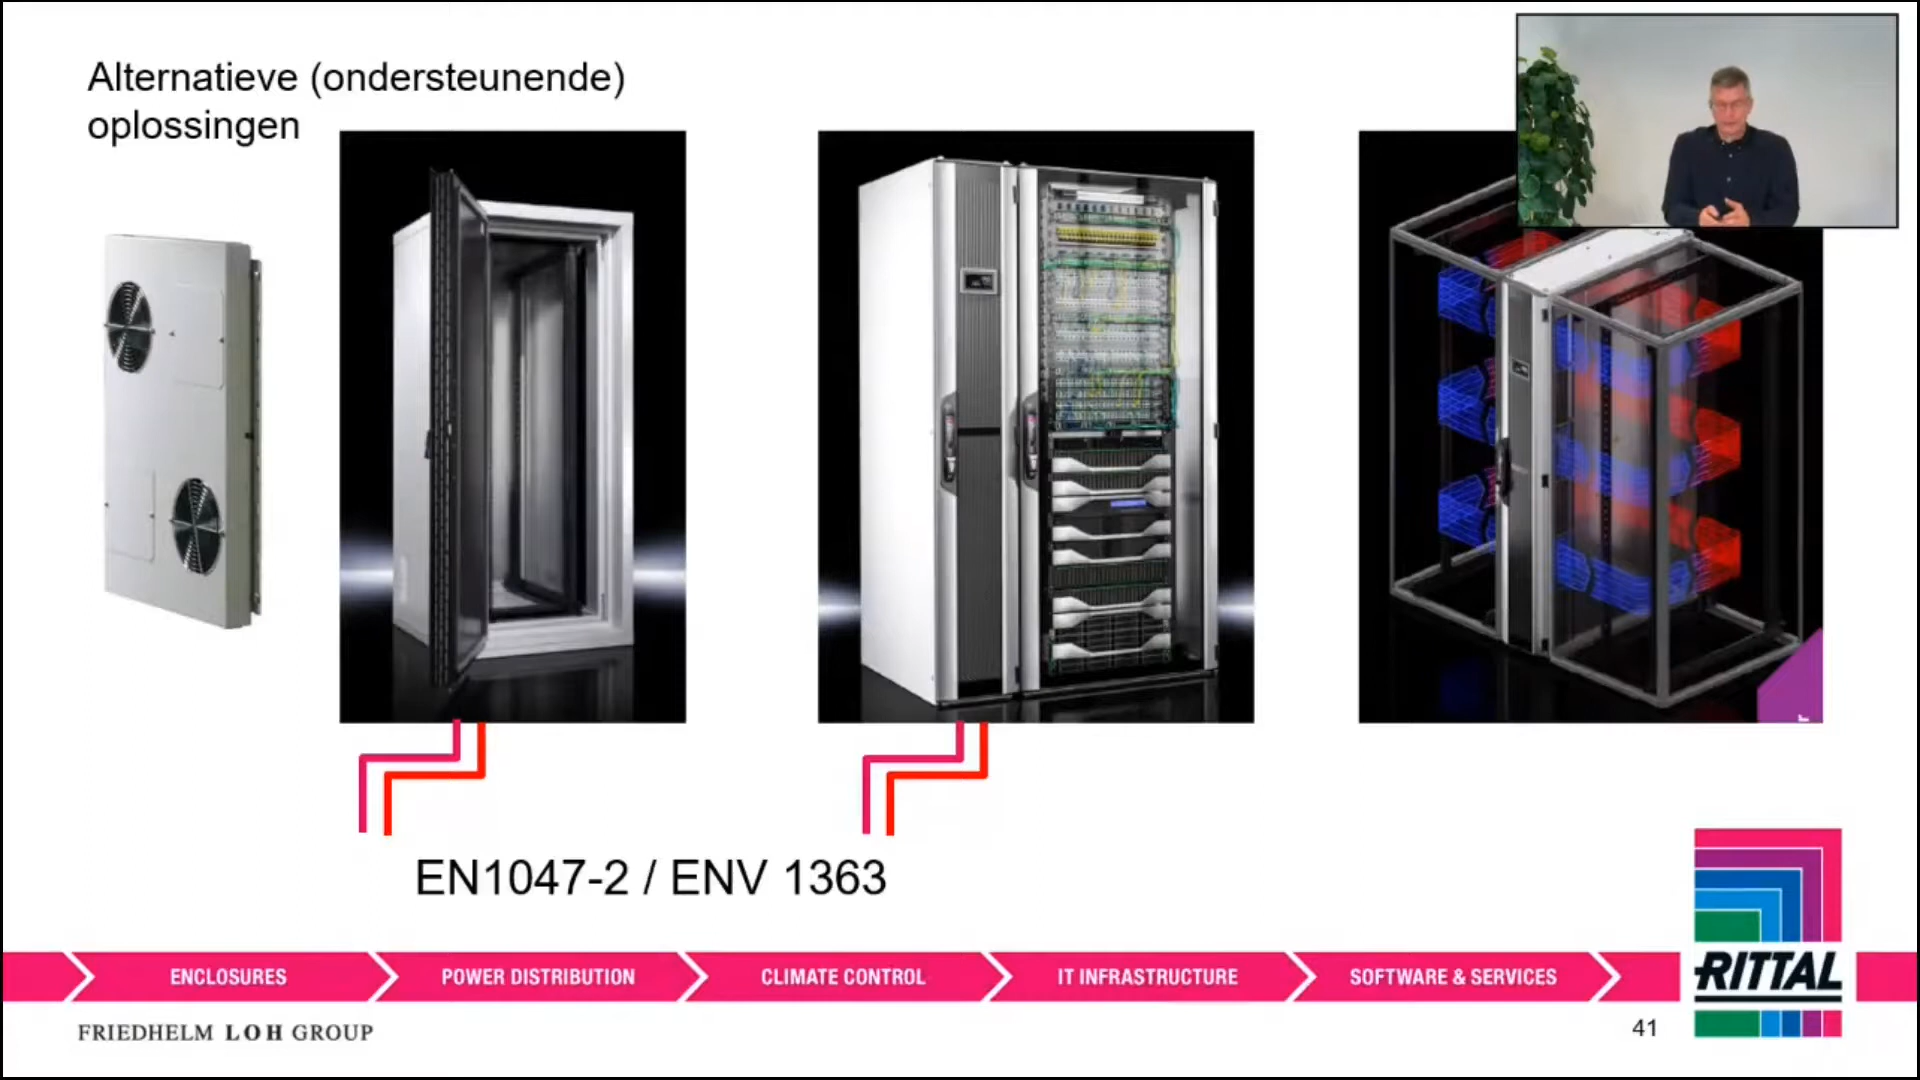 Alternatieve (ondersteunende)
oplossingen
EN1047-2 / ENV 1363
ENCLOSURES
POWER DISTRIBUTION
CLIMATE CONTROL
IT INFRASTRUCTURE
SOFTWARE & SERVICES
RITTAL
FRIEDHELM LOH GROUP
41